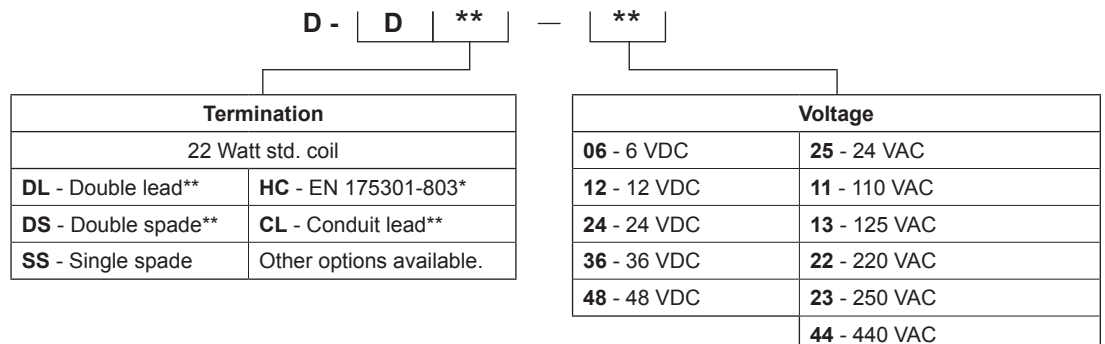 D - D ** — **
Termination
22 Watt std. coil
DL - Double lead** HC - EN 175301-803*
DS - Double spade** CL - Conduit lead**
SS - Single spade Other options available.
Voltage
06 - 6 VDC 25 - 24 VAC
12 - 12 VDC 11 - 110 VAC
24 - 24 VDC 13 - 125 VAC
36 - 36 VDC 22 - 220 VAC
48 - 48 VDC 23 - 250 VAC
44 - 440 VAC